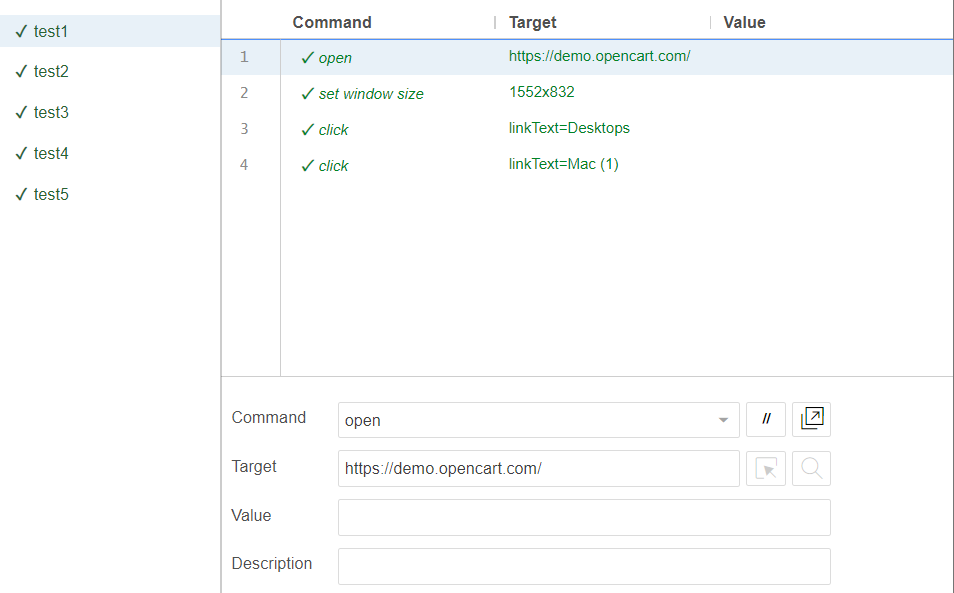 ✓ test1
✓ test2
✓ test3
✓ test4
✓ test5
Command Target Value
1 ✓ open https://demo.opencart.com/
2 ✓ set window size 1552x832
3 ✓ click linkText=Desktops
4 ✓ click linkText=Mac (1)
Command open //
Target https://demo.opencart.com/
Value
Description